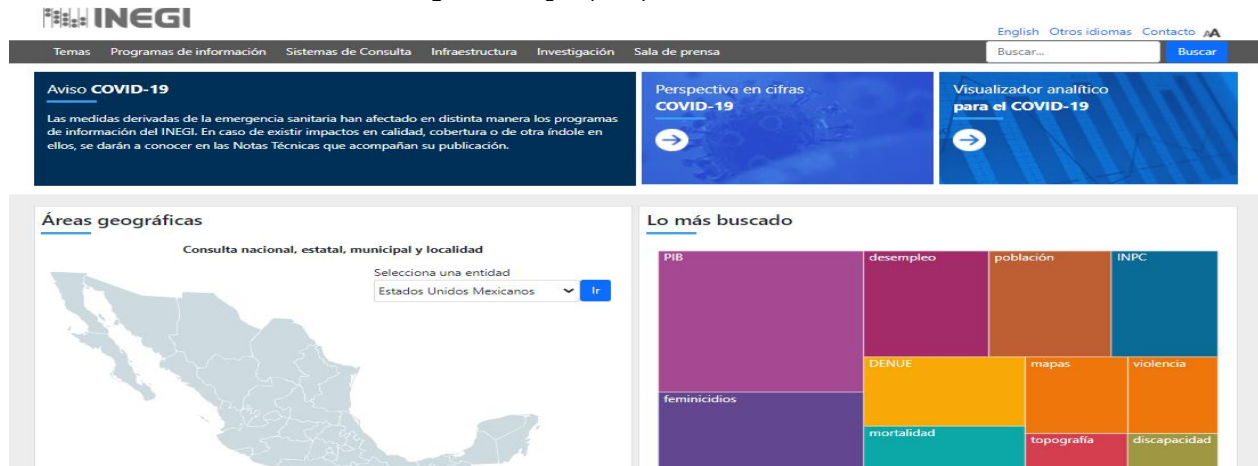 INEGI
English Otros idiomas Contacto AA
Temas Programas de información Sistemas de Consulta Infraestructura Investigación Sala de prensa Buscar... Buscar
Aviso COVID-19
Las medidas derivadas de la emergencia sanitaria han afectado en distinta manera los programas
de información del INEGI. En caso de existir impactos en calidad, cobertura o de otra índole en
ellos, se darán a conocer en las Notas Técnicas que acompañan su publicación.
Perspectiva en cifras
COVID-19
Visualizador analítico
para el COVID-19
Áreas geográficas
Consulta nacional, estatal, municipal y localidad
Selecciona una entidad
Estados Unidos Mexicanos Ir
Lo más buscado
PIB desempleo población INPC
DENUE mapas violencia
feminicidios
mortalidad topografía discapacidad